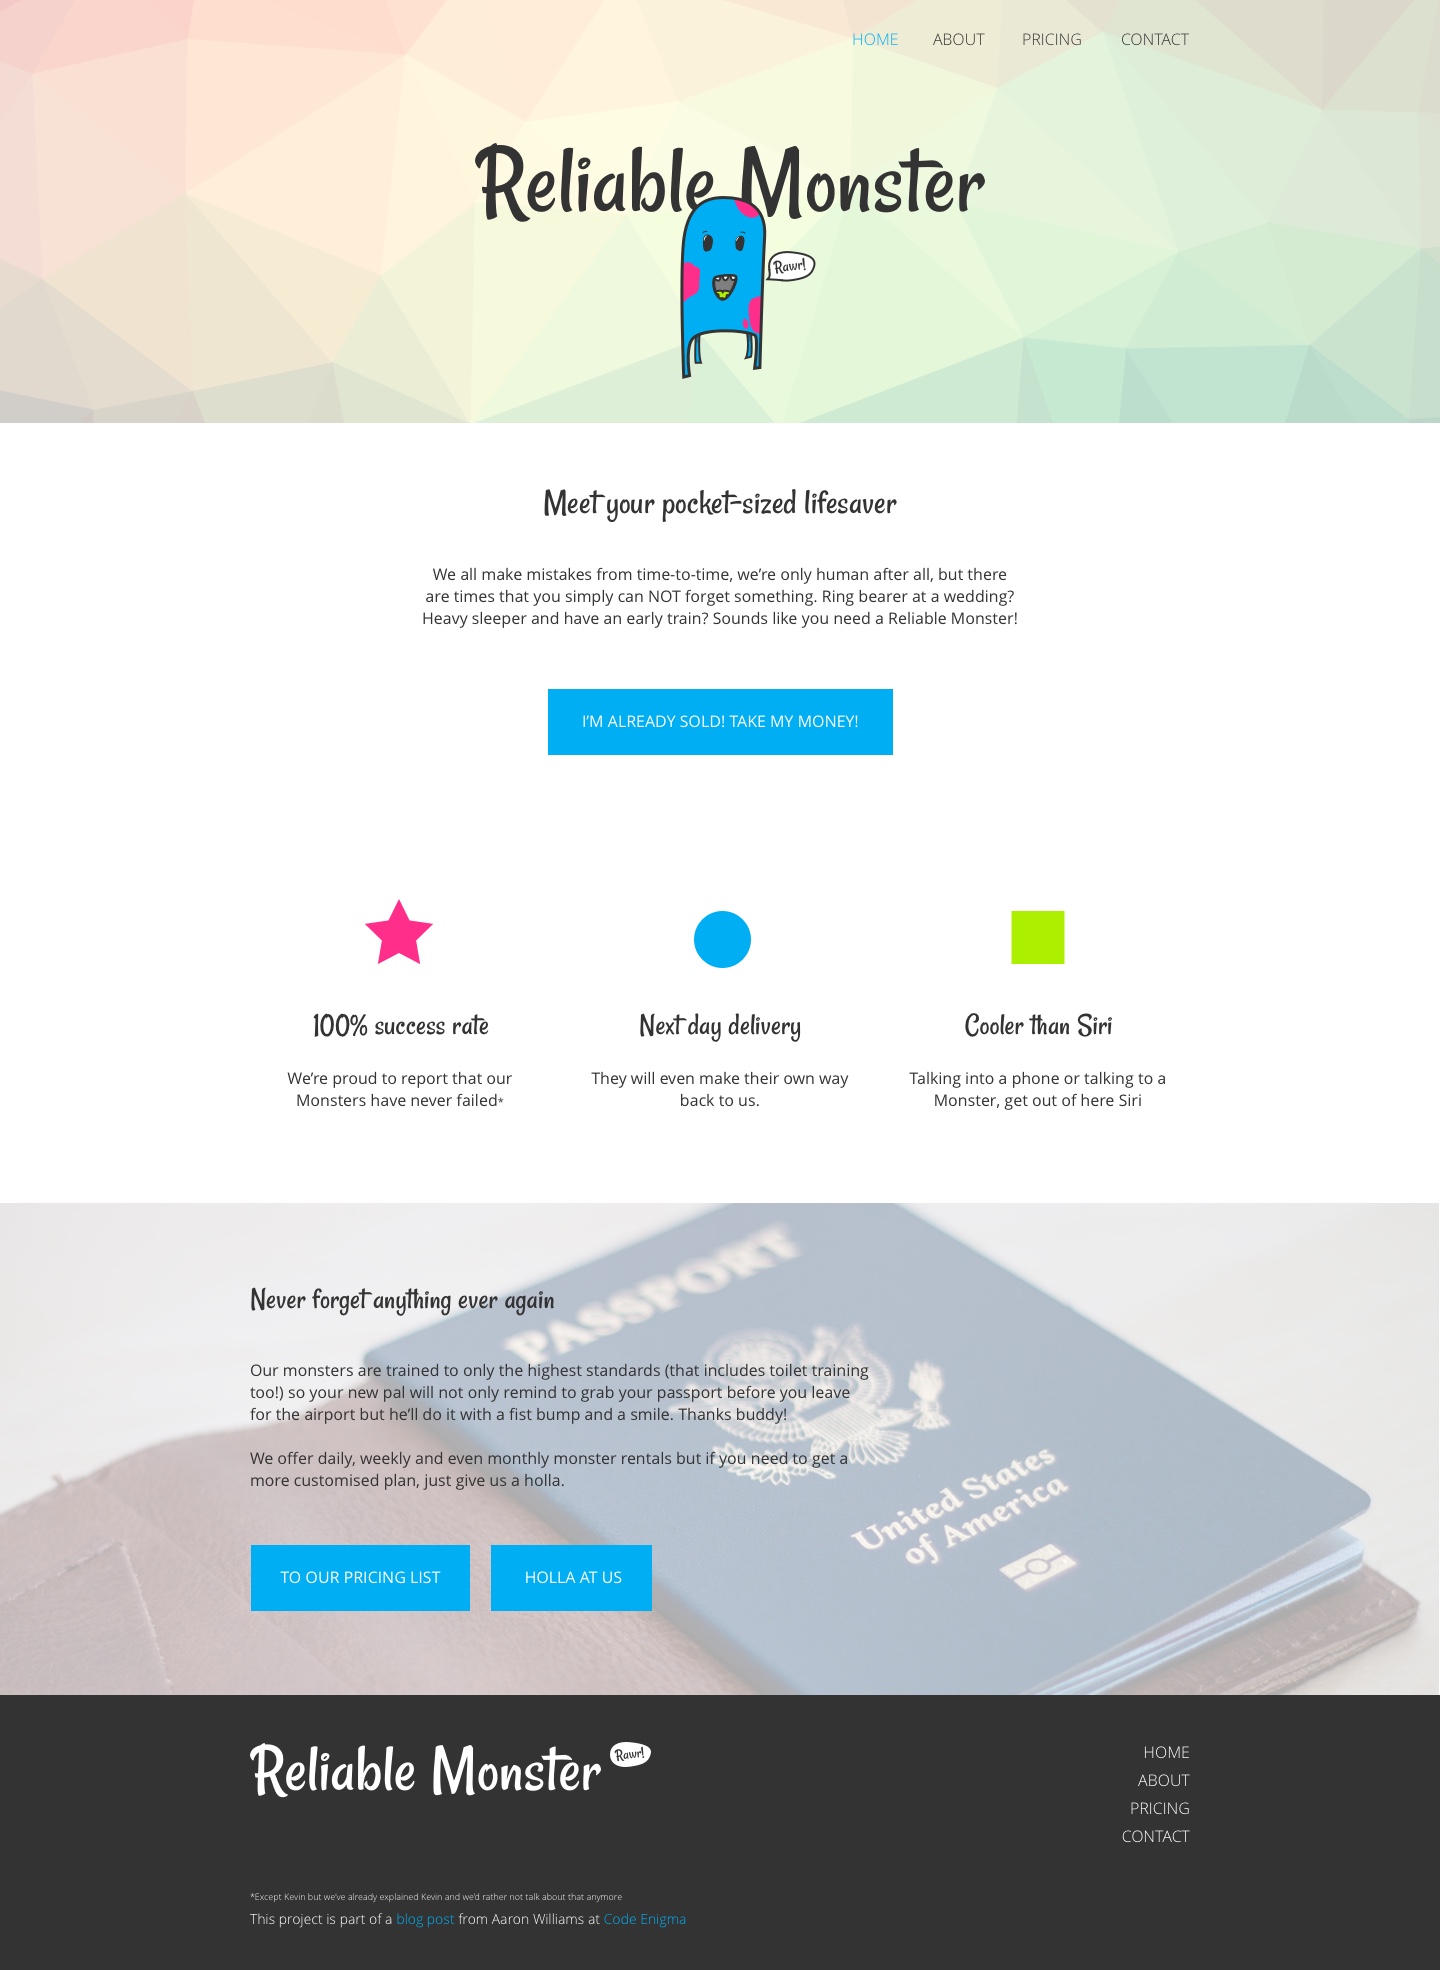 HOME ABOUT PRICING CONTACT
Reliable Monster
Rawr!
Meet your pocket-sized lifesaver
We all make mistakes from time-to-time, we’re only human after all, but there
are times that you simply can NOT forget something. Ring bearer at a wedding?
Heavy sleeper and have an early train? Sounds like you need a Reliable Monster!
I’M ALREADY SOLD! TAKE MY MONEY!
100% success rate
We’re proud to report that our
Monsters have never failed*
Next day delivery
They will even make their own way
back to us.
Cooler than Siri
Talking into a phone or talking to a
Monster, get out of here Siri
PASSPORT
Never forget anything ever again
Our monsters are trained to only the highest standards (that includes toilet training
too!) so your new pal will not only remind to grab your passport before you leave
for the airport but he’ll do it with a fist bump and a smile. Thanks buddy!
We offer daily, weekly and even monthly monster rentals but if you need to get a
more customised plan, just give us a holla.
United States
of America
TO OUR PRICING LIST
HOLLA AT US
Reliable Monster
Rawr!
HOME
ABOUT
PRICING
CONTACT
*Except Kevin but we’ve already explained Kevin and we’d rather not talk about that anymore
This project is part of a blog post from Aaron Williams at Code Enigma